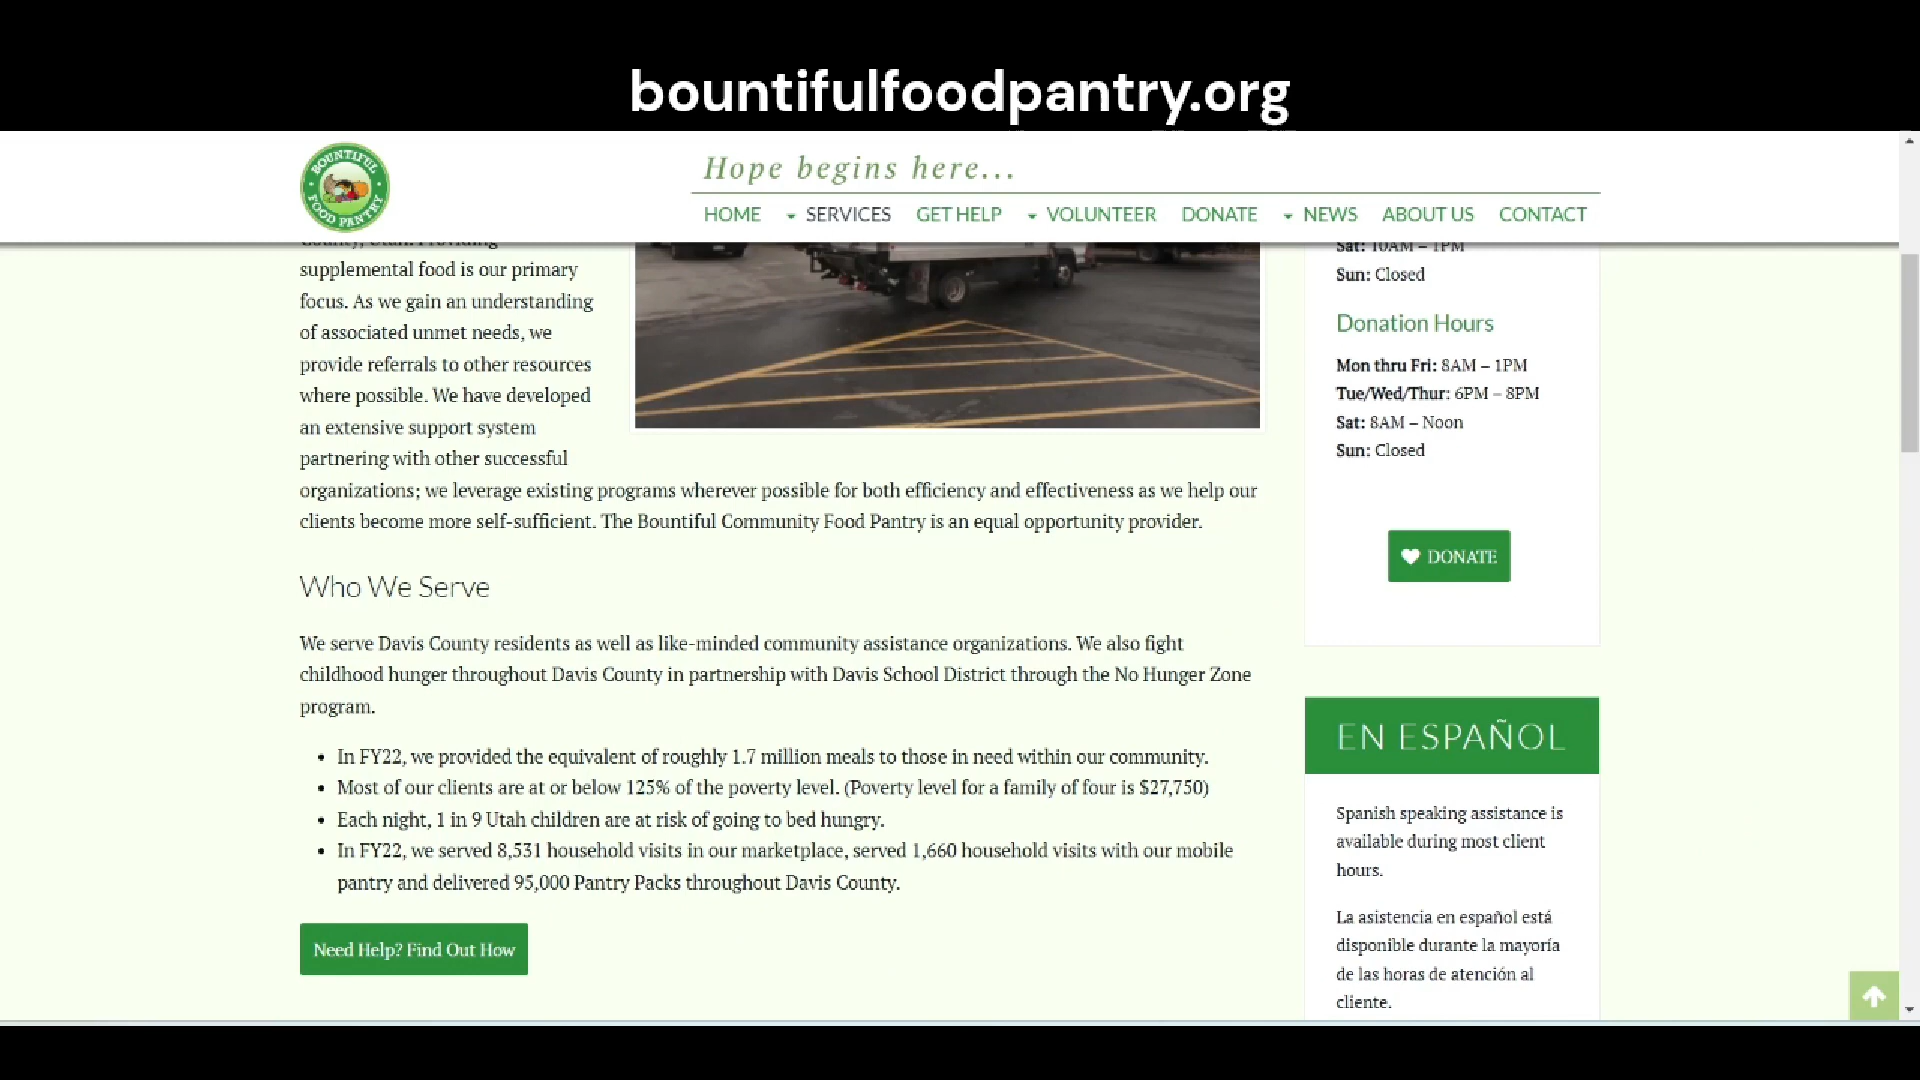 bountifulfoodpantry.org
BOUNTIFUL
FOOD PANTRY
Hope begins here...
HOME SERVICES GET HELP VOLUNTEER DONATE NEWS ABOUT US CONTACT
County, Utah. Providing
supplemental food is our primary
focus. As we gain an understanding
of associated unmet needs, we
provide referrals to other resources
where possible. We have developed
an extensive support system
partnering with other successful
organizations; we leverage existing programs wherever possible for both efficiency and effectiveness as we help our
clients become more self-sufficient. The Bountiful Community Food Pantry is an equal opportunity provider.
Who We Serve
We serve Davis County residents as well as like-minded community assistance organizations. We also fight
childhood hunger throughout Davis County in partnership with Davis School District through the No Hunger Zone
program.
• In FY22, we provided the equivalent of roughly 1.7 million meals to those in need within our community.
• Most of our clients are at or below 125% of the poverty level. (Poverty level for a family of four is $27,750)
• Each night, 1 in 9 Utah children are at risk of going to bed hungry.
• In FY22, we served 8,531 household visits in our marketplace, served 1,660 household visits with our mobile
pantry and delivered 95,000 Pantry Packs throughout Davis County.
Need Help? Find Out How
Sat: 10AM – 1PM
Sun: Closed
Donation Hours
Mon thru Fri: 8AM – 1PM
Tue/Wed/Thur: 6PM – 8PM
Sat: 8AM – Noon
Sun: Closed
DONATE
EN ESPAÑOL
Spanish speaking assistance is
available during most client
hours.
La asistencia en español está
disponible durante la mayoría
de las horas de atención al
cliente.